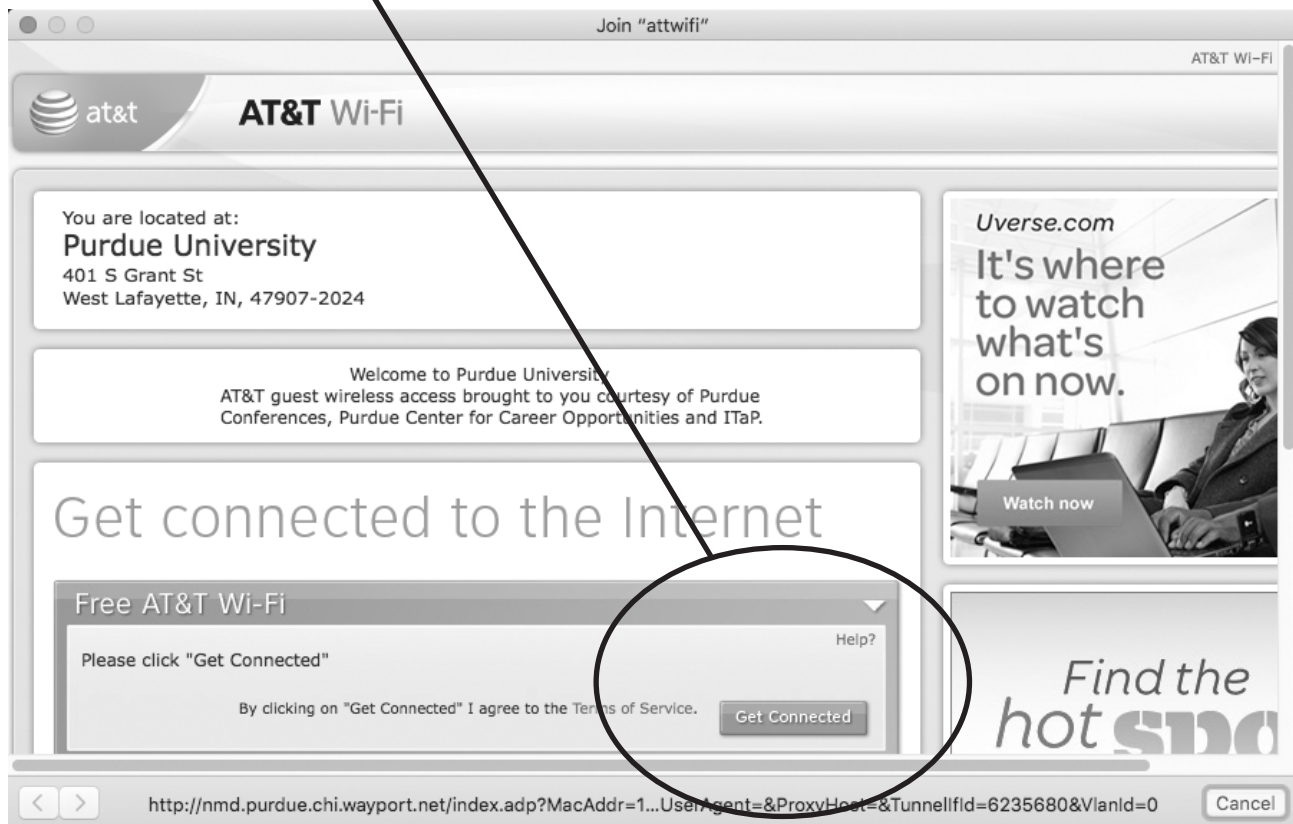 Join “attwifi”
AT&T Wi-Fi
at&t
AT&T Wi-Fi
You are located at:
Purdue University
401 S Grant St
West Lafayette, IN, 47907-2024
Welcome to Purdue University
AT&T guest wireless access brought to you courtesy of Purdue
Conferences, Purdue Center for Career Opportunities and ITaP.
Get connected to the Internet
Free AT&T Wi-Fi
Help?
Please click "Get Connected"
By clicking on "Get Connected" I agree to the Terms of Service.
Get Connected
Uverse.com
It's where
to watch
what's
on now.
Watch now
Find the
hot spo
http://nmd.purdue.chi.wayport.net/index.adp?MacAddr=1...UserAgent=&ProxyHost=&TunnelIfId=6235680&VlanId=0
Cancel